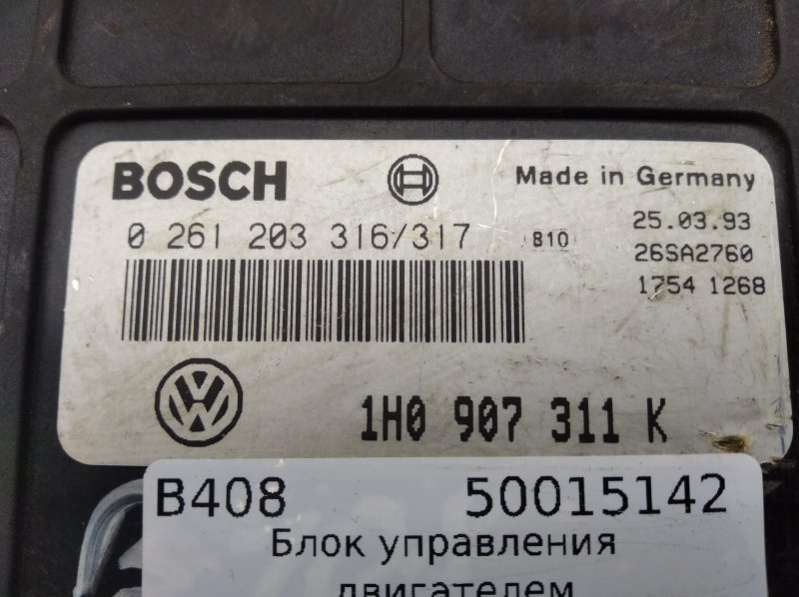 BOSCH Made in Germany
0 261 203 316/317 B10 25.03.93
26SA2760
1754 1268
1H0 907 311 K
B408 50015142
Блок управления
двигателем